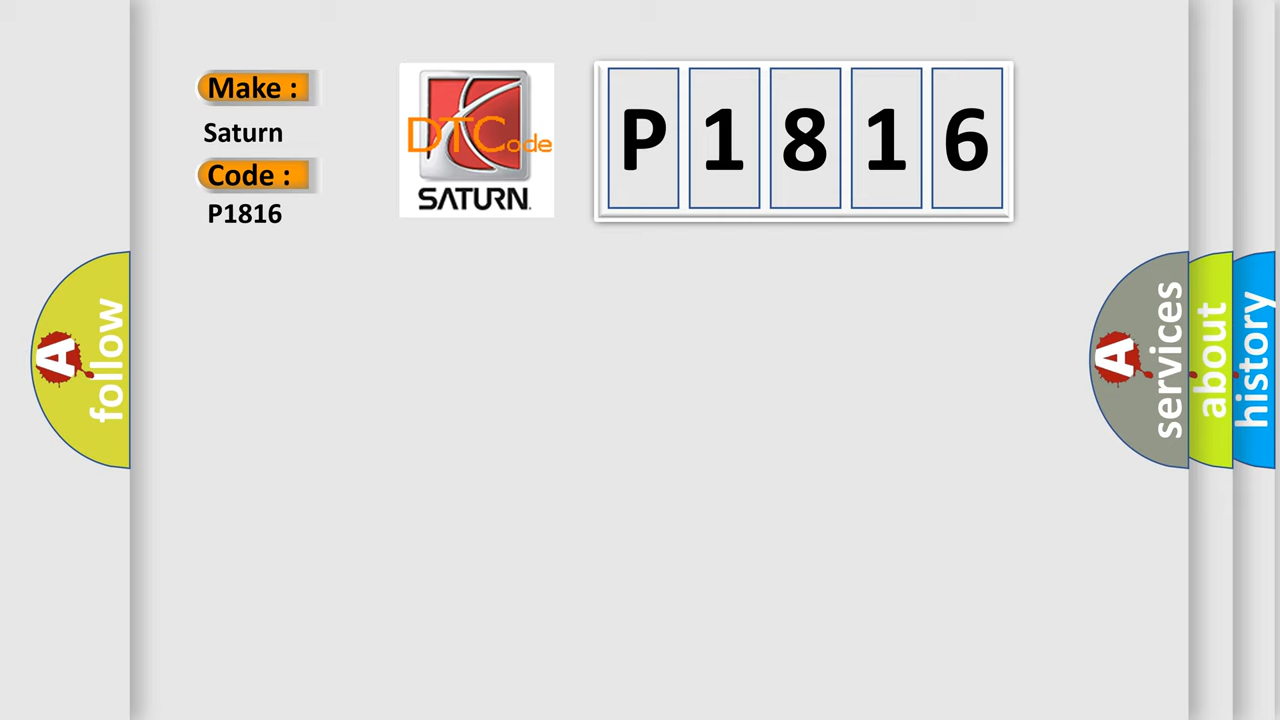 Make :
Saturn
Code :
P1816
DTCode
SATURN
P 1 8 1 6
A follow
A services
about
history